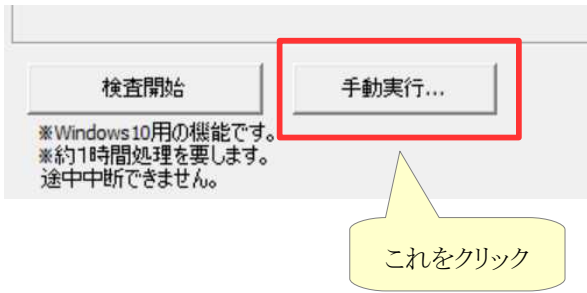 検査開始
手動実行...
※Windows10用の機能です。
※約1時間処理を要します。
途中中断できません。
これをクリック